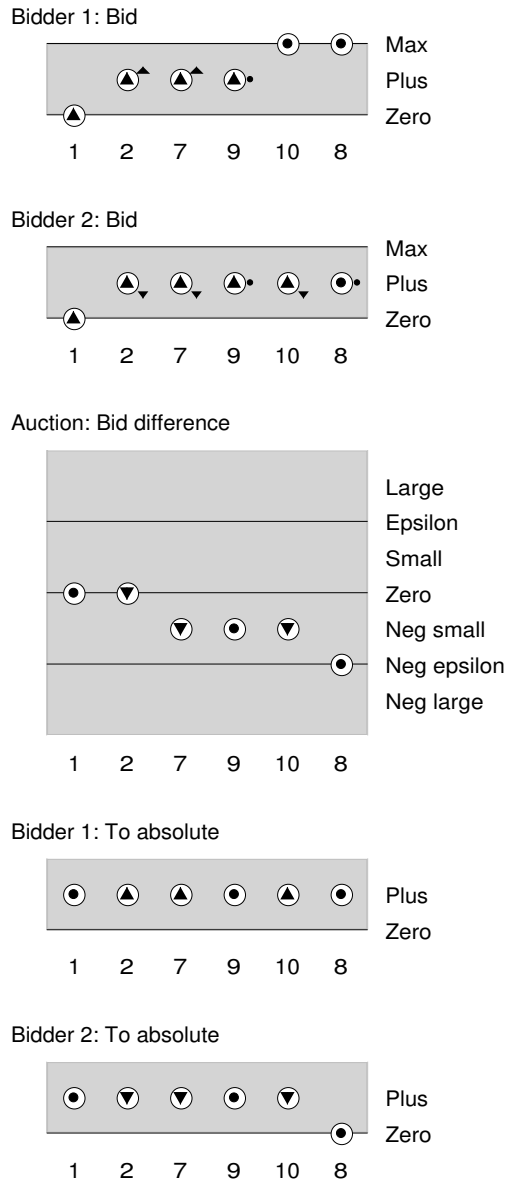 Bidder 1: Bid
Max
Plus
Zero
1 2 7 9 10 8
Bidder 2: Bid
Max
Plus
Zero
1 2 7 9 10 8
Auction: Bid difference
Large
Epsilon
Small
Zero
Neg small
Neg epsilon
Neg large
1 2 7 9 10 8
Bidder 1: To absolute
Plus
Zero
1 2 7 9 10 8
Bidder 2: To absolute
Plus
Zero
1 2 7 9 10 8